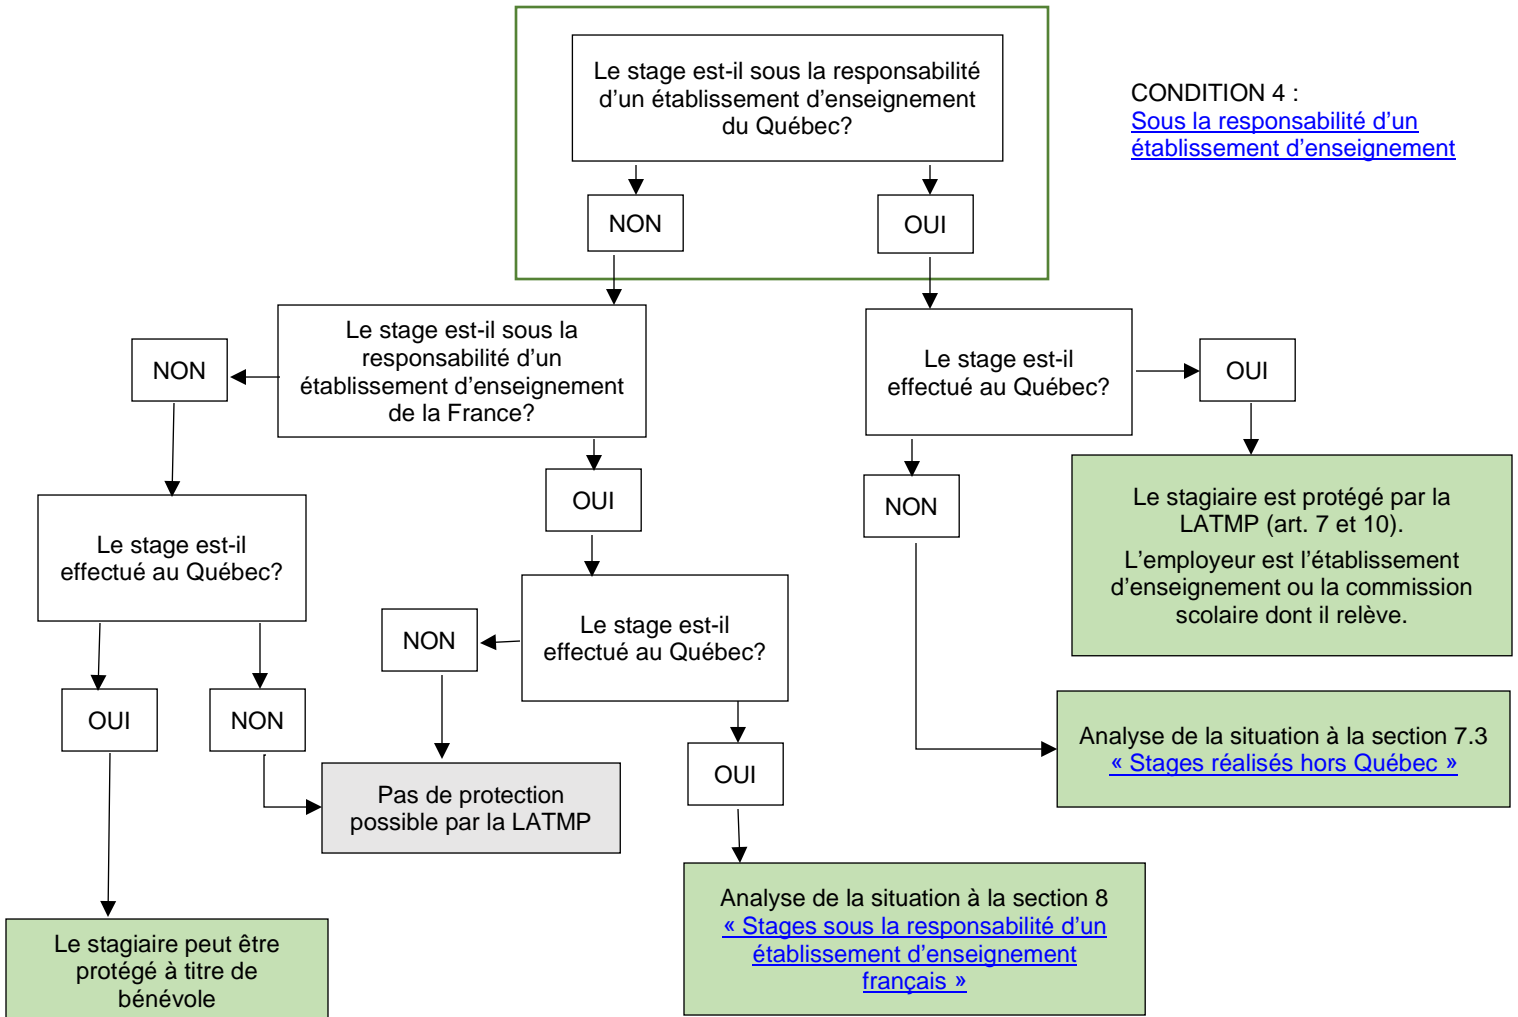 Le stage est-il sous la responsabilité
d’un établissement d’enseignement
du Québec?
CONDITION 4 :
Sous la responsabilité d’un
établissement d’enseignement
NON
OUI
Le stage est-il sous la
responsabilité d’un
établissement d’enseignement
de la France?
NON
Le stage est-il
effectué au Québec?
OUI
OUI
NON
Le stagiaire est protégé par la
LATMP (art. 7 et 10).
L’employeur est l’établissement
d’enseignement ou la commission
scolaire dont il relève.
Le stage est-il
effectué au Québec?
NON
Le stage est-il
effectué au Québec?
OUI
NON
OUI
Analyse de la situation à la section 7.3
« Stages réalisés hors Québec »
Pas de protection
possible par la LATMP
Analyse de la situation à la section 8
« Stages sous la responsabilité d’un
établissement d’enseignement
français »
Le stagiaire peut être
protégé à titre de
bénévole